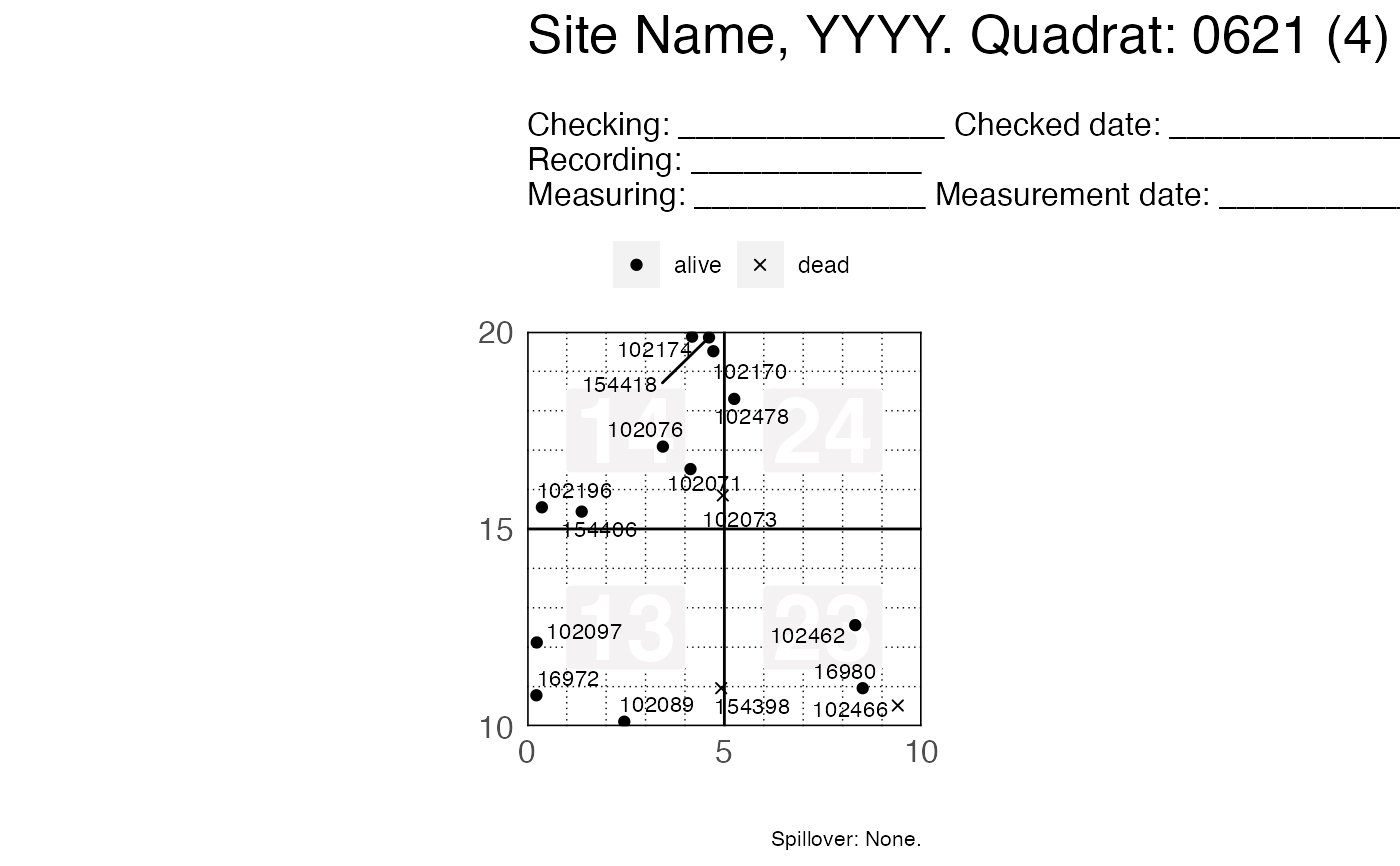 Site Name, YYYY. Quadrat: 0621 (4)
Checking: _______________ Checked date: _____________
Recording: _____________
Measuring: _____________ Measurement date: __________
alive dead
20
102174
102170
154418
14 24
102478
102076
102071
102196
102073
15
154406
13 23
102097
102462
16980
16972
102089 154398 102466
10
0 5 10
Spillover: None.